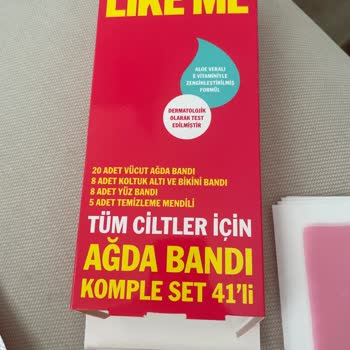 LIKE ME
ALOE VERALI
E VİTAMİNİYLE
ZENGİNLEŞTİRİLMİŞ
FORMÜL
DERMATOLOJİK
OLARAK TEST
EDİLMİŞTİR
20 ADET VÜCUT AĞDA BANDI
8 ADET KOLTUK ALTI VE BİKİNİ BANDI
8 ADET YÜZ BANDI
5 ADET TEMİZLEME MENDİLİ
TÜM CİLTLER İÇİN
AĞDA BANDI
KOMPLE SET 41'li